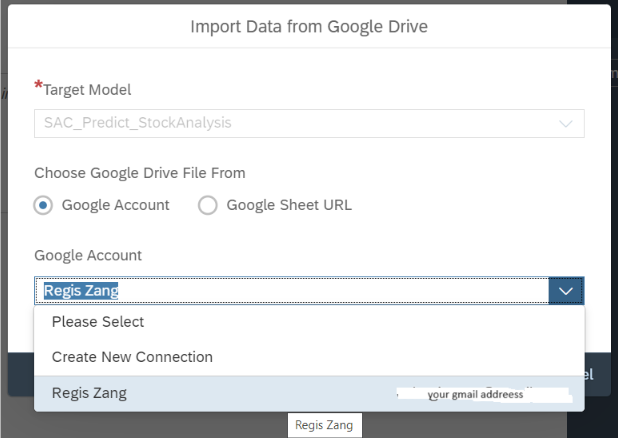 Import Data from Google Drive
*Target Model
SAC_Predict_StockAnalysis
Choose Google Drive File From
Google Account
Google Sheet URL
Google Account
Regis Zang
Please Select
Create New Connection
Regis Zang
your gmail addreess
Regis Zang